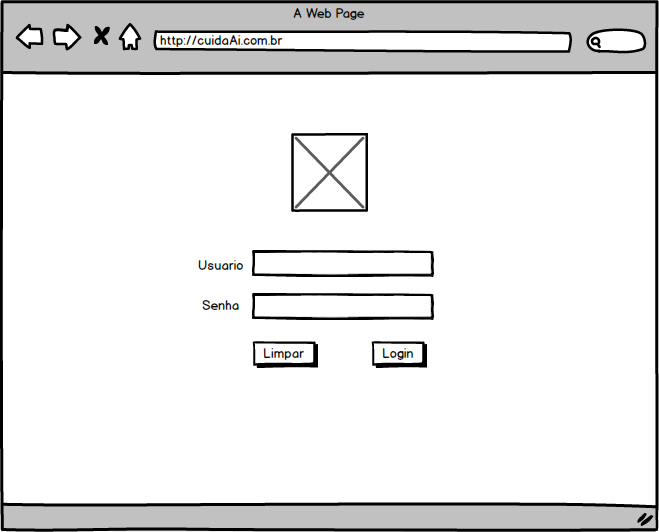 A Web Page
http://cuidaAi.com.br
Usuario
Senha
Limpar Login